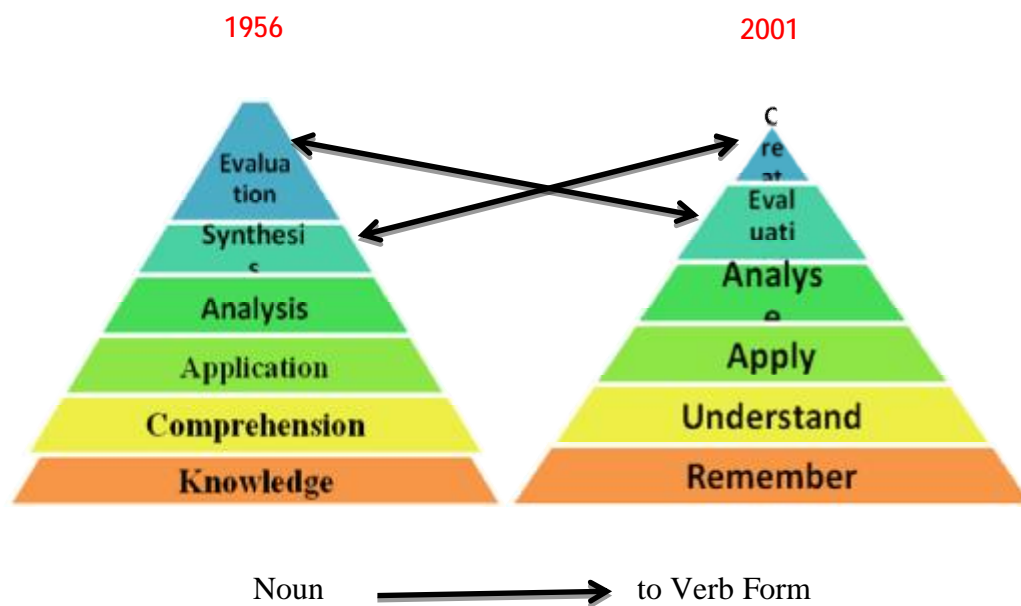 1956
2001
Evalua
tion
Synthesi
s
Analysis
Application
Comprehension
Knowledge
C
re
at
Eval
uati
Analys
e
Apply
Understand
Remember
Noun to Verb Form